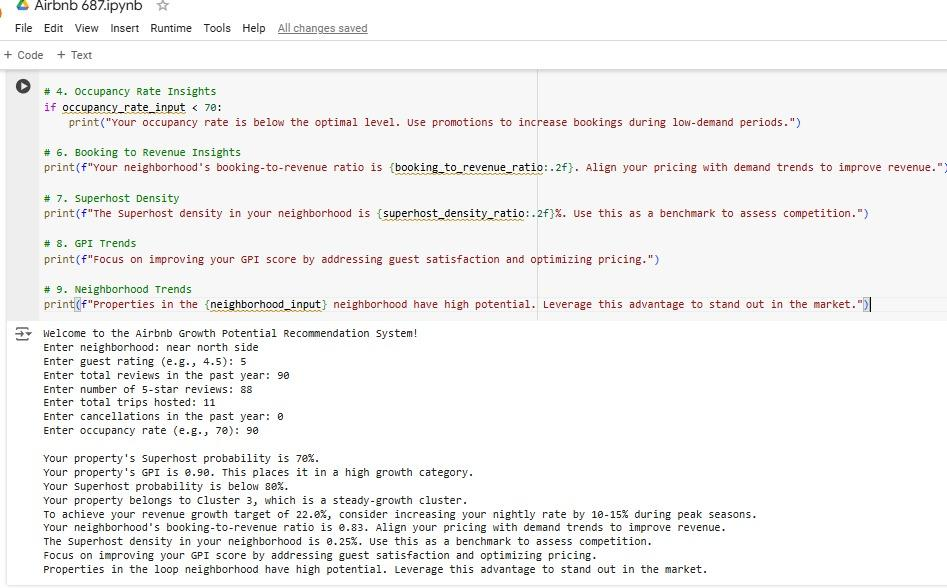 Airbnb 687.ipynb
File Edit View Insert Runtime Tools Help All changes saved
+ Code + Text
# 4. Occupancy Rate Insights
if occupancy_rate_input < 70:
print("Your occupancy rate is below the optimal level. Use promotions to increase bookings during low-demand periods.")
# 6. Booking to Revenue Insights
print(f"Your neighborhood's booking-to-revenue ratio is {booking_to_revenue_ratio:.2f}. Align your pricing with demand trends to improve revenue.")
# 7. Superhost Density
print(f"The Superhost density in your neighborhood is {superhost_density_ratio:.2f}%. Use this as a benchmark to assess competition.")
# 8. GPI Trends
print(f"Focus on improving your GPI score by addressing guest satisfaction and optimizing pricing.")
# 9. Neighborhood Trends
print(f"Properties in the {neighborhood_input} neighborhood have high potential. Leverage this advantage to stand out in the market.")
Welcome to the Airbnb Growth Potential Recommendation System!
Enter neighborhood: near north side
Enter guest rating (e.g., 4.5): 5
Enter total reviews in the past year: 90
Enter number of 5-star reviews: 88
Enter total trips hosted: 11
Enter cancellations in the past year: 0
Enter occupancy rate (e.g., 70): 90
Your property's Superhost probability is 70%.
Your property's GPI is 0.90. This places it in a high growth category.
Your Superhost probability is below 80%.
Your property belongs to Cluster 3, which is a steady-growth cluster.
To achieve your revenue growth target of 22.0%, consider increasing your nightly rate by 10-15% during peak seasons.
Your neighborhood's booking-to-revenue ratio is 0.83. Align your pricing with demand trends to improve revenue.
The Superhost density in your neighborhood is 0.25%. Use this as a benchmark to assess competition.
Focus on improving your GPI score by addressing guest satisfaction and optimizing pricing.
Properties in the loop neighborhood have high potential. Leverage this advantage to stand out in the market.